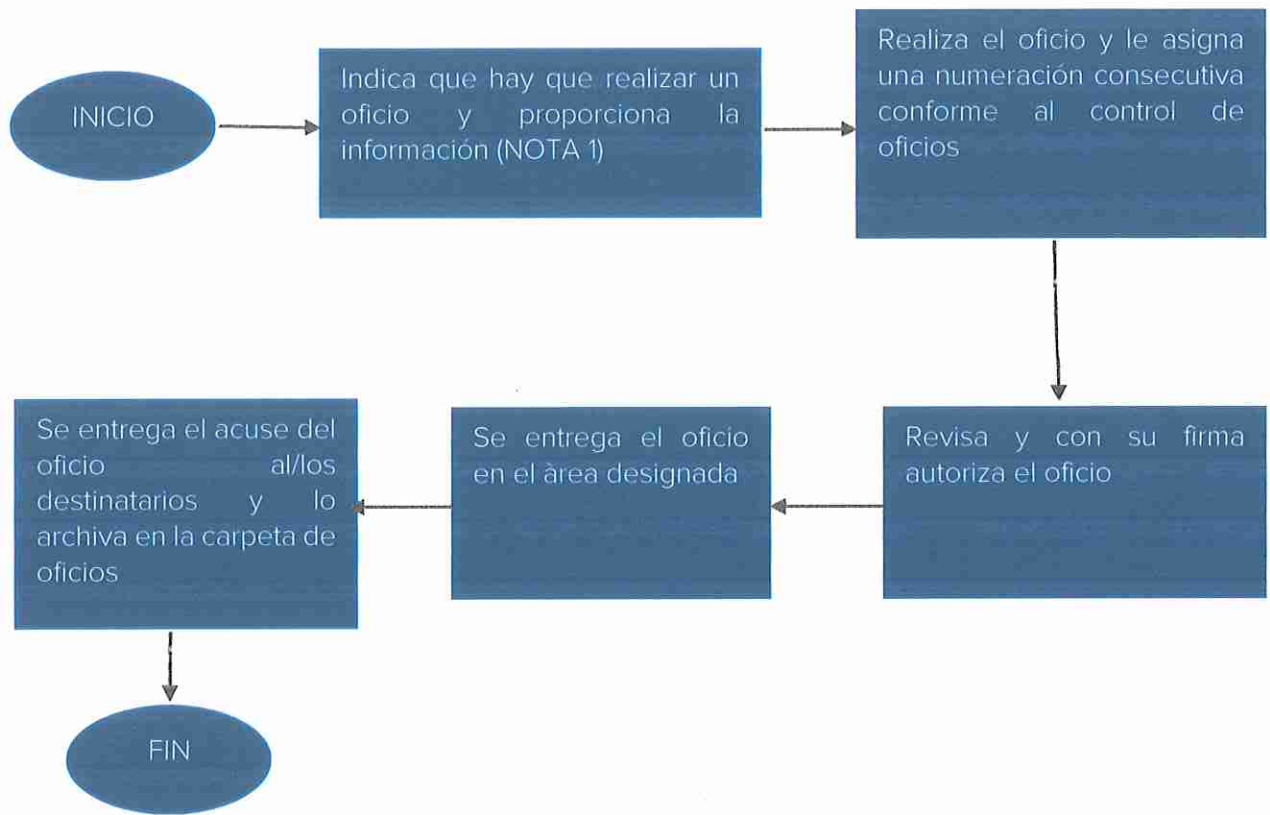 INICIO
Indica que hay que realizar un
oficio y proporciona la
información (NOTA 1)
Realiza el oficio y le asigna
una numeración consecutiva
conforme al control de
oficios
Revisa y con su firma
autoriza el oficio
Se entrega el oficio
en el àrea designada
Se entrega el acuse del
oficio al/los
destinatarios y lo
archiva en la carpeta de
oficios
FIN